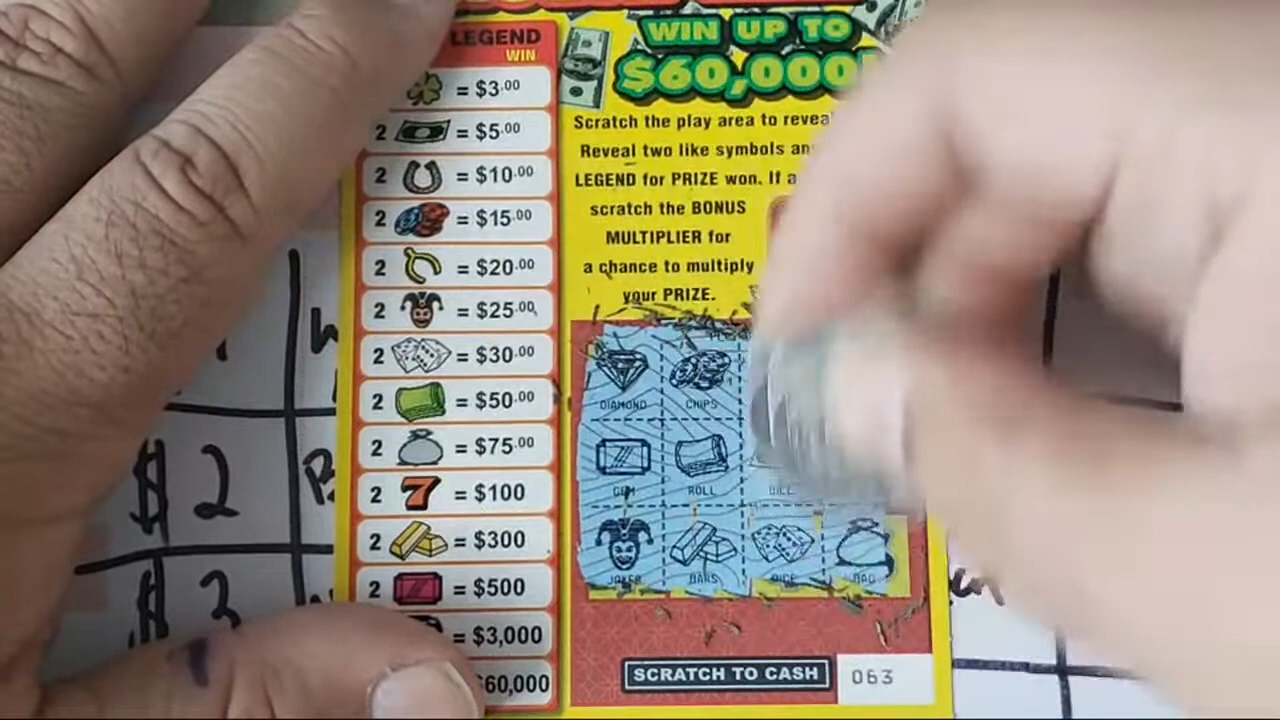 LEGEND
WIN
= $3.00
2 = $5.00
2 = $10.00
2 = $15.00
2 = $20.00
2 = $25.00
2 = $30.00
2 = $50.00
2 = $75.00
2 7 = $100
2 = $300
2 = $500
= $3,000
$60,000
WIN UP TO
$60,000
Scratch the play area to revea
Reveal two like symbols an
LEGEND for PRIZE won. If a
scratch the BONUS
MULTIPLIER for
a chance to multiply
your PRIZE.
DIAMOND CHIPS
GEM ROLL BILL
JOKER BARS DICE BAG
SCRATCH TO CASH
063
$2
$3